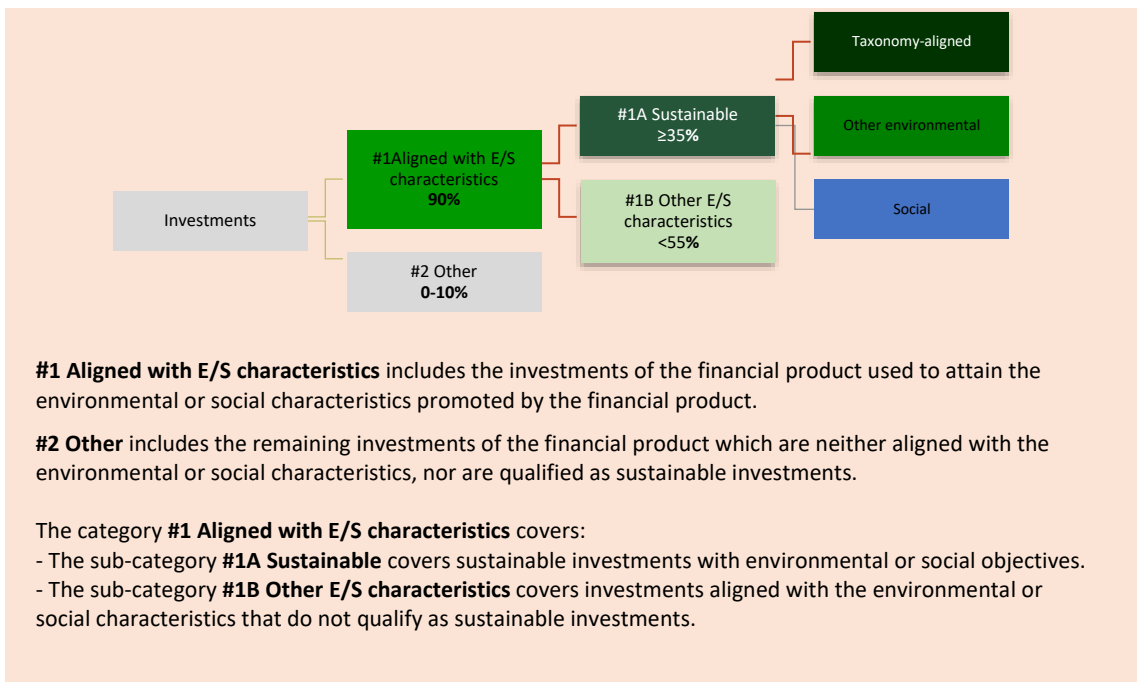 Investments
#1Aligned with E/S
characteristics
90%
#2 Other
0-10%
#1A Sustainable
≥35%
#1B Other E/S
characteristics
<55%
Taxonomy-aligned
Other environmental
Social
#1 Aligned with E/S characteristics includes the investments of the financial product used to attain the
environmental or social characteristics promoted by the financial product.
#2 Other includes the remaining investments of the financial product which are neither aligned with the
environmental or social characteristics, nor are qualified as sustainable investments.
The category #1 Aligned with E/S characteristics covers:
- The sub-category #1A Sustainable covers sustainable investments with environmental or social objectives.
- The sub-category #1B Other E/S characteristics covers investments aligned with the environmental or
social characteristics that do not qualify as sustainable investments.